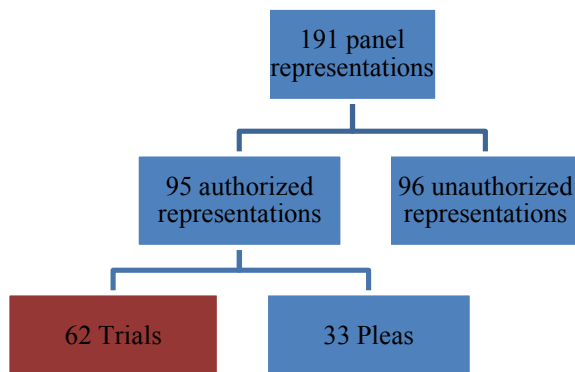 191 panel
representations
95 authorized
representations
96 unauthorized
representations
62 Trials
33 Pleas